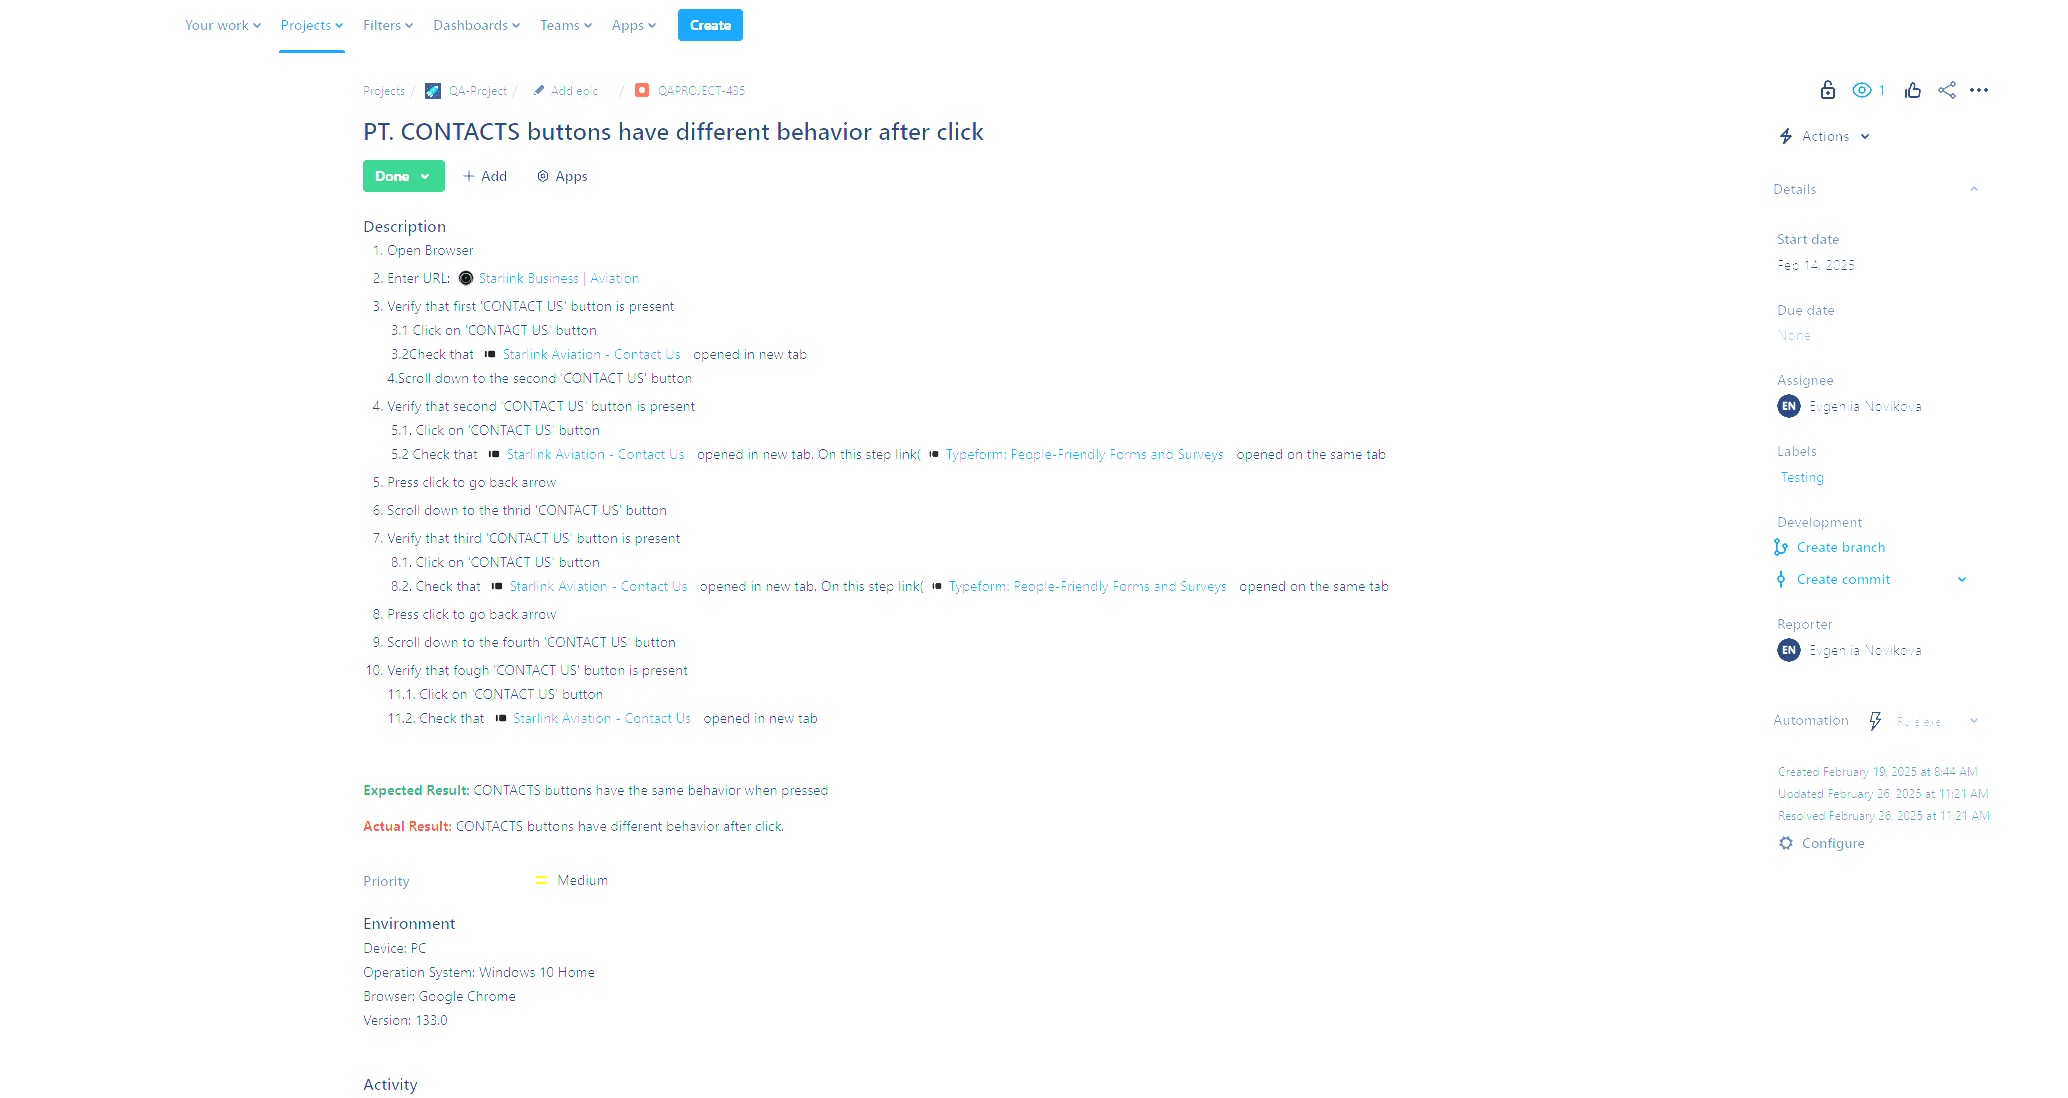 Your work Projects Filters Dashboards Teams Apps Create
Projects / QA-Project / Add epic / QAPROJECT-435
1
PT. CONTACTS buttons have different behavior after click
Actions
Done Add Apps
Details
Description
1. Open Browser
2. Enter URL: Starlink Business | Aviation
3. Verify that first 'CONTACT US' button is present
3.1 Click on 'CONTACT US' button
3.2Check that Starlink Aviation - Contact Us opened in new tab
4.Scroll down to the second 'CONTACT US' button
4. Verify that second 'CONTACT US' button is present
5.1. Click on 'CONTACT US' button
5.2 Check that Starlink Aviation - Contact Us opened in new tab. On this step link( Typeform: People-Friendly Forms and Surveys opened on the same tab
5. Press click to go back arrow
6. Scroll down to the thrid 'CONTACT US' button
7. Verify that third 'CONTACT US' button is present
8.1. Click on 'CONTACT US' button
8.2. Check that Starlink Aviation - Contact Us opened in new tab. On this step link( Typeform: People-Friendly Forms and Surveys opened on the same tab
8. Press click to go back arrow
9. Scroll down to the fourth 'CONTACT US' button
10. Verify that fough 'CONTACT US' button is present
11.1. Click on 'CONTACT US' button
11.2. Check that Starlink Aviation - Contact Us opened in new tab
Expected Result: CONTACTS buttons have the same behavior when pressed
Actual Result: CONTACTS buttons have different behavior after click.
Priority Medium
Environment
Device: PC
Operation System: Windows 10 Home
Browser: Google Chrome
Version: 133.0
Activity
Start date
Feb 14, 2025
Due date
None
Assignee
EN Evgeniia Novikova
Labels
Testing
Development
Create branch
Create commit
Reporter
EN Evgeniia Novikova
Automation Rule exe...
Created February 19, 2025 at 8:44 AM
Updated February 26, 2025 at 11:21 AM
Resolved February 26, 2025 at 11:21 AM
Configure